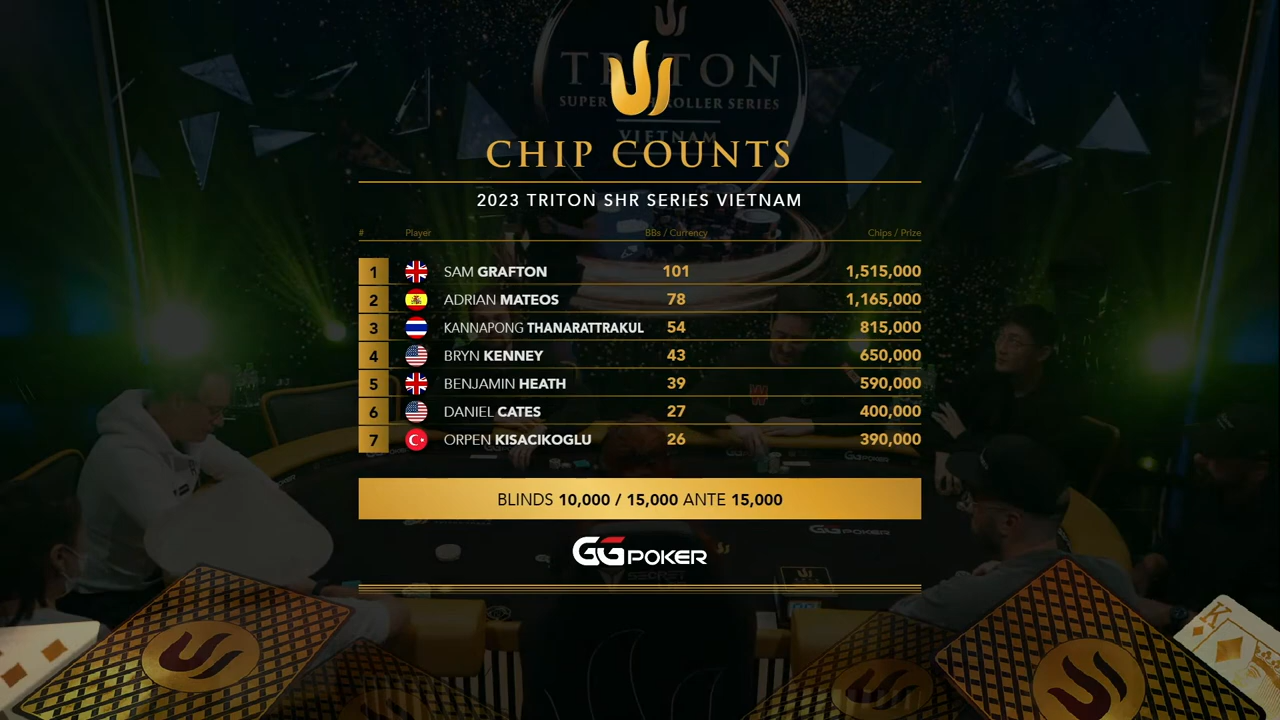 TRITON
SUPER HIGH ROLLER SERIES
VIETNAM
CHIP COUNTS
2023 TRITON SHR SERIES VIETNAM
# Player BBs / Currency Chips / Prize
1 SAM GRAFTON 101 1,515,000
2 ADRIAN MATEOS 78 1,165,000
3 KANNAPONG THANARATTRAKUL 54 815,000
4 BRYN KENNEY 43 650,000
5 BENJAMIN HEATH 39 590,000
6 DANIEL CATES 27 400,000
7 ORPEN KISACIKOGLU 26 390,000
BLINDS 10,000 / 15,000 ANTE 15,000
GGPOKER
GGPOKER
K